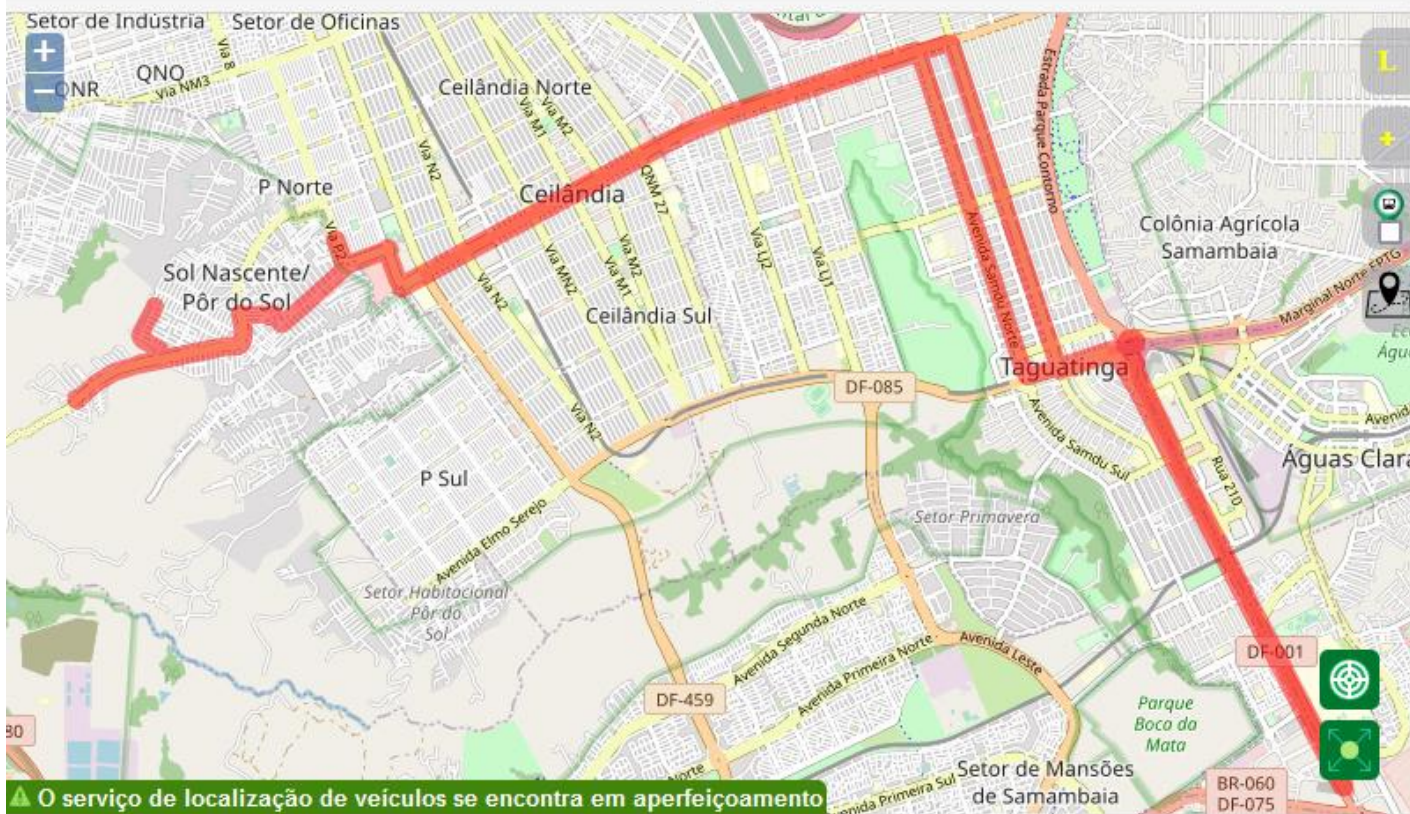 Setor de Indústria
Setor de Oficinas
+
−
QNR
QNO
Via NM3
Via 8
Ceilândia Norte
Via M1
Via M2
Via N2
Estrada Parque Contorno
L
+
P Norte
Ceilândia
QNM 27
Via P2
Colônia Agrícola
Samambaia
Marginal Norte EPTG
Sol Nascente/
Pôr do Sol
Via N2
Via MN2
Via M1
Via M2
Via LJ2
Via LJ1
Avenida Samdu Norte
Ceilândia Sul
Taguatinga
DF-085
Via N2
Avenida Samdu Sul
Rua 210
Avenid
Águas Clara
P Sul
Avenida Elmo Serejo
Setor Primavera
Setor Habitacional
Pôr do
Sol
Avenida Segunda Norte
Avenida Primeira Norte
Avenida Leste
DF-001
DF-459
Parque
Boca da
Mata
80
Norte
Avenida Primeira Sul
Setor de Mansões
de Samambaia
BR-060
DF-075
O serviço de localização de veículos se encontra em aperfeiçoamento